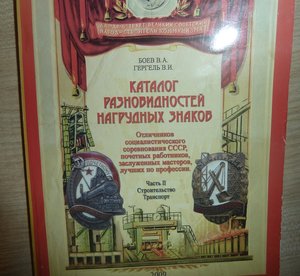 БОЕВ В.А.
ГЕРГЕЛЬ В.И.
КАТАЛОГ
РАЗНОВИДНОСТЕЙ
НАГРУДНЫХ ЗНАКОВ
Отличников
социалистического
соревнования СССР,
почетных работников,
заслуженных мастеров,
лучших по профессии.
Часть II
Строительство
Транспорт
2009